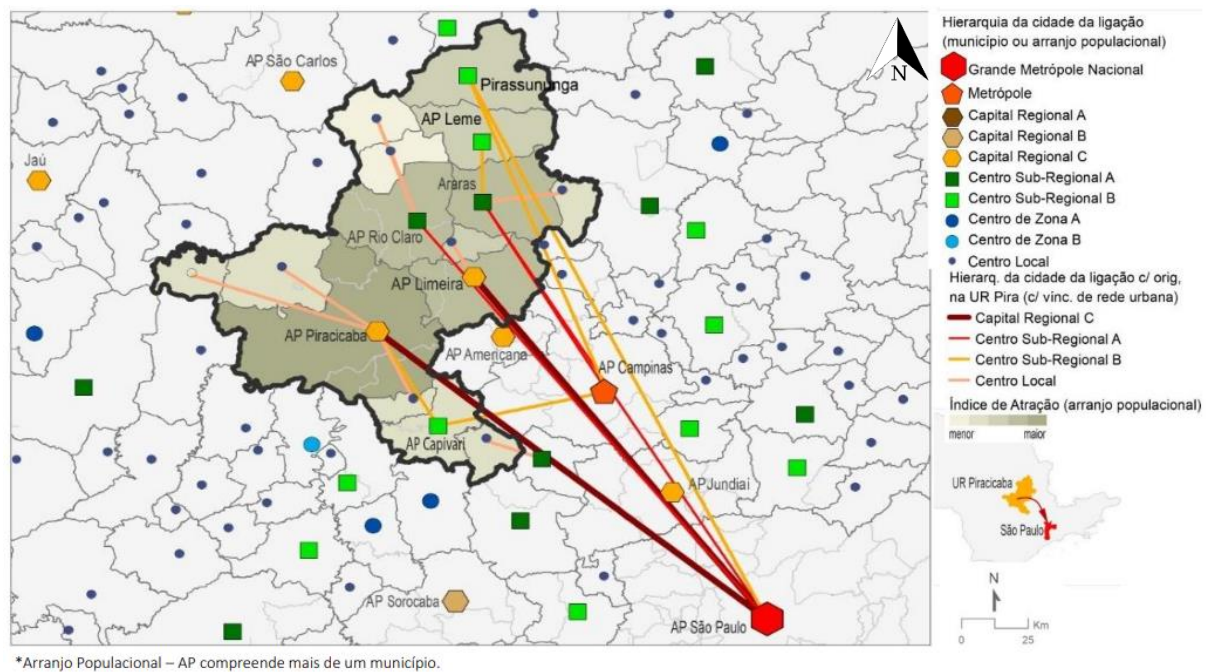 AP São Carlos
Pirassununga
AP Leme
Jaú
Araras
AP Rio Claro
AP Limeira
AP Piracicaba
AP Americana
AP Campinas
AP Capivari
AP Jundiaí
AP Sorocaba
AP São Paulo
N
Hierarquia da cidade da ligação
(município ou arranjo populacional)
Grande Metrópole Nacional
Metrópole
Capital Regional A
Capital Regional B
Capital Regional C
Centro Sub-Regional A
Centro Sub-Regional B
Centro de Zona A
Centro de Zona B
Centro Local
Hierarq. da cidade da ligação c/ orig,
na UR Pira (c/ vinc. de rede urbana)
Capital Regional C
Centro Sub-Regional A
Centro Sub-Regional B
Centro Local
Índice de Atração (arranjo populacional)
menor maior
UR Piracicaba
São Paulo
N
0 25 Km
*Arranjo Populacional – AP compreende mais de um município.